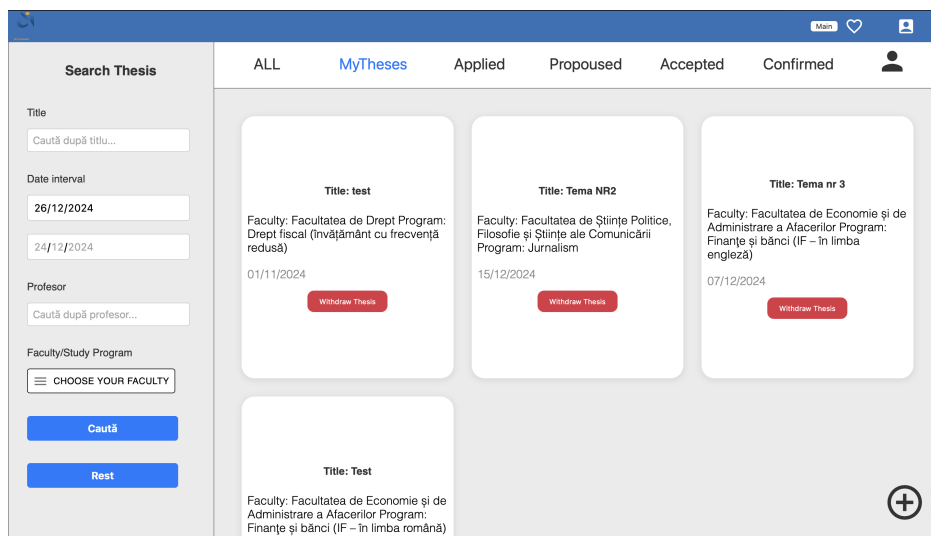 Main
Search Thesis
Title
Caută după titlu...
Date interval
26/12/2024
24/12/2024
Profesor
Caută după profesor...
Faculty/Study Program
CHOOSE YOUR FACULTY
Caută
Rest
ALL MyTheses Applied Propoused Accepted Confirmed
Title: test
Faculty: Facultatea de Drept Program:
Drept fiscal (învățământ cu frecvență
redusă)
01/11/2024
Withdraw Thesis
Title: Tema NR2
Faculty: Facultatea de Științe Politice,
Filosofie și Științe ale Comunicării
Program: Jurnalism
15/12/2024
Withdraw Thesis
Title: Tema nr 3
Faculty: Facultatea de Economie și de
Administrare a Afacerilor Program:
Finanţe și bănci (IF – în limba
engleză)
07/12/2024
Withdraw Thesis
Title: Test
Faculty: Facultatea de Economie și de
Administrare a Afacerilor Program:
Finanţe și bănci (IF – în limba română)